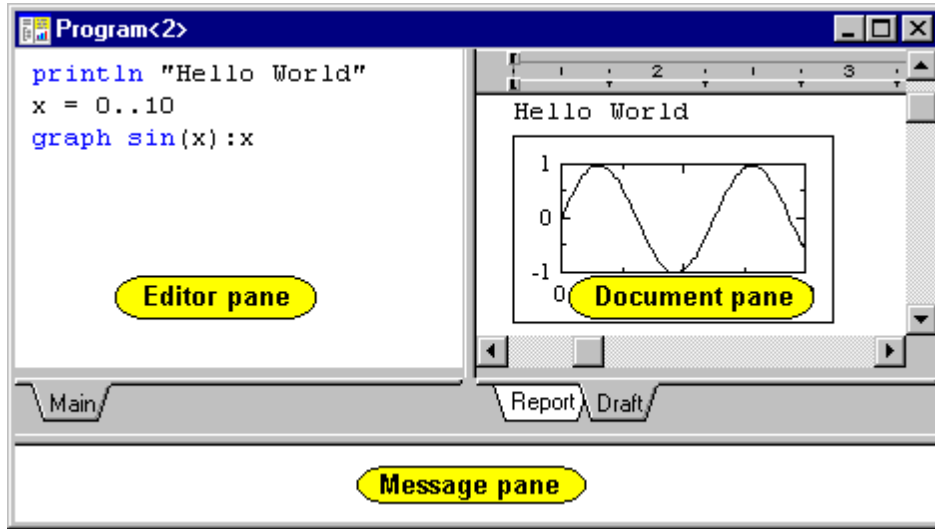 Program<2>
println "Hello World"
x = 0..10
graph sin(x):x
Editor pane
Main
2 3
Hello World
1
0
-1
0
Document pane
Report Draft
Message pane